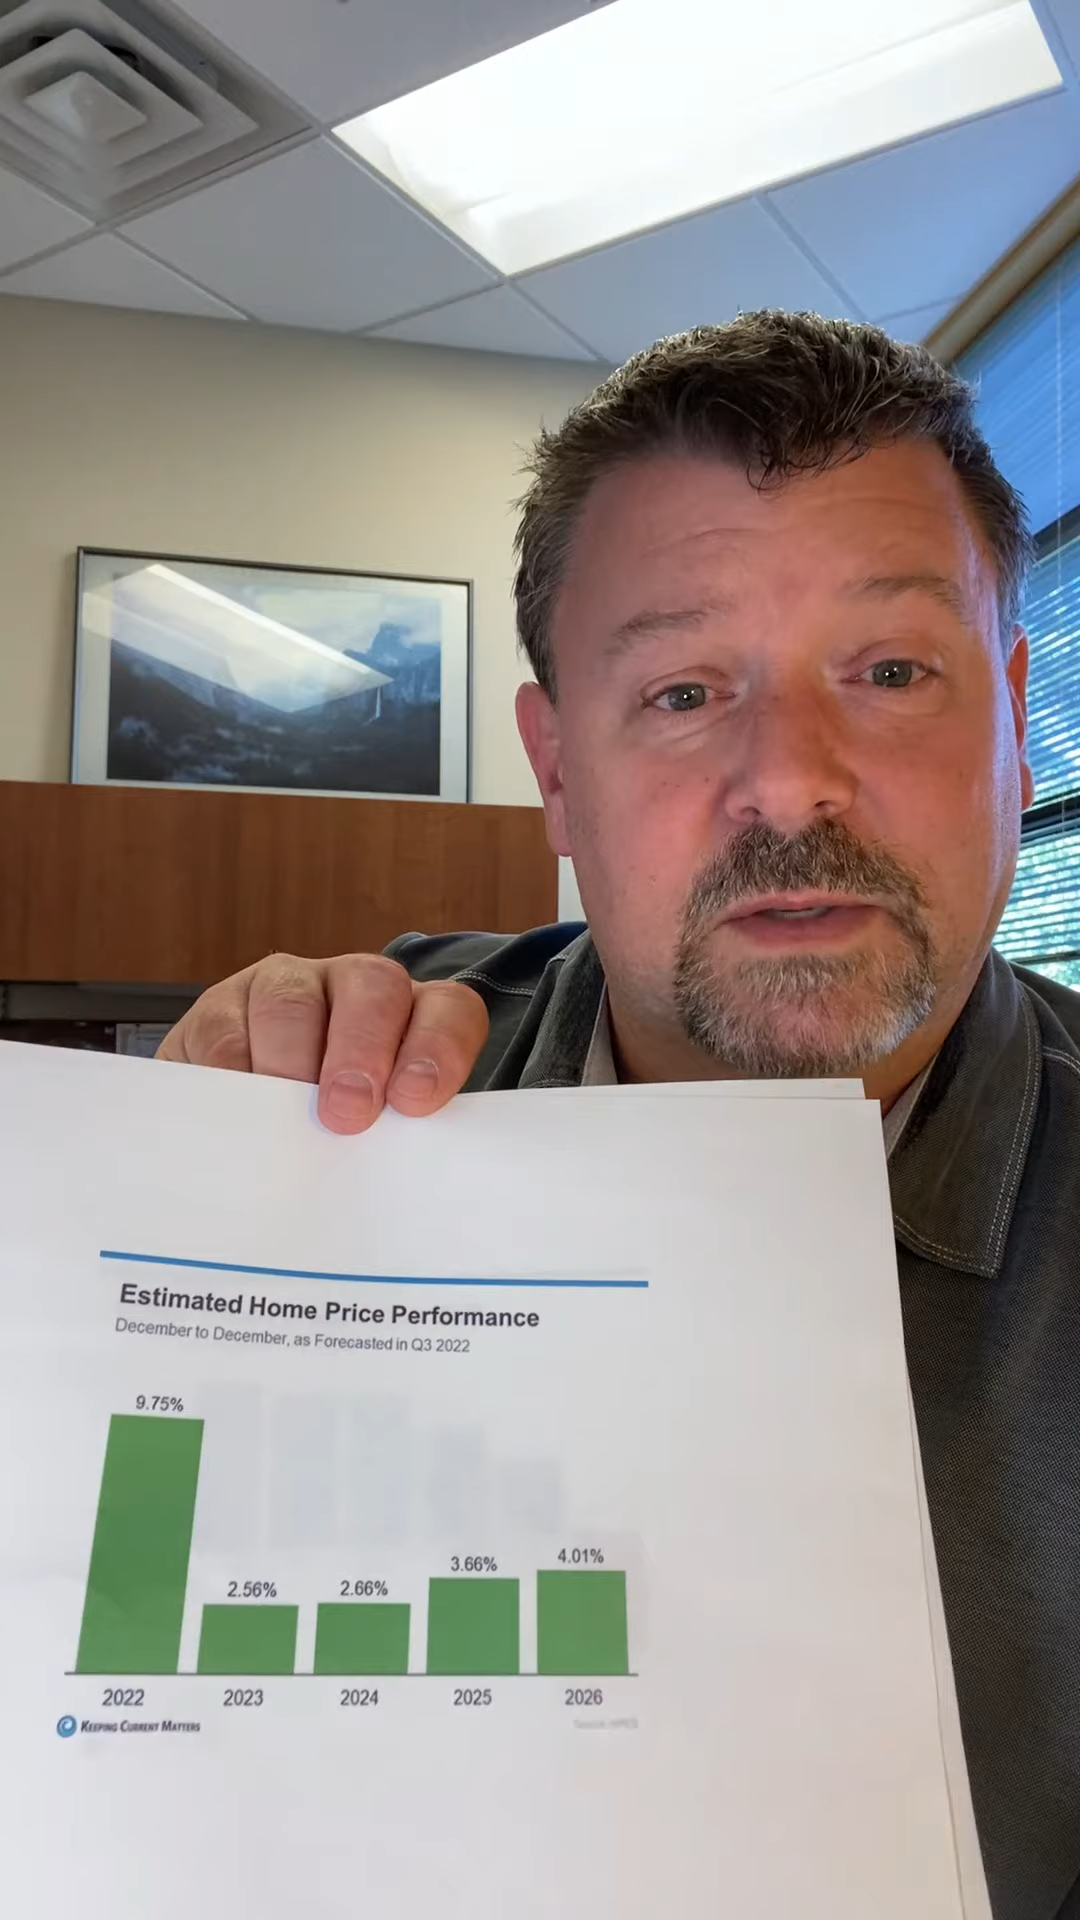 Estimated Home Price Performance
December to December, as Forecasted in Q3 2022
9.75%
2.56%
2.66%
3.66%
4.01%
2022 2023 2024 2025 2026
KEEPING CURRENT MATTERS
Source: